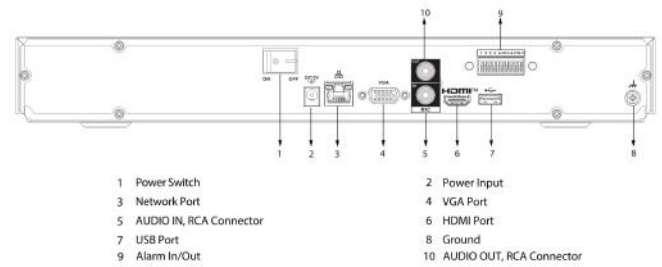 10 9
ON OFF
VGA
HDMI™
MIC
1 2 3 4 5 6 7 8
1 Power Switch 2 Power Input
3 Network Port 4 VGA Port
5 AUDIO IN, RCA Connector 6 HDMI Port
7 USB Port 8 Ground
9 Alarm In/Out 10 AUDIO OUT, RCA Connector